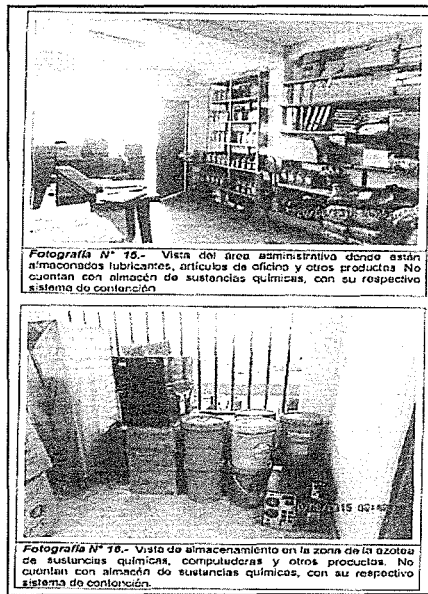 Fotografía N° 15.- Vista del área administrativa donde están
almacenados lubricantes, artículos de oficina y otros productos No
cuentan con almacén de sustancias químicas, con su respectivo
sistema de contención
Fotografía N° 16.- Vista de almacenamiento en la zona de la azotea
de sustancias químicas, computadoras y otros productos. No
cuentan con almacén de sustancias químicas, con su respectivo
sistema de contención.